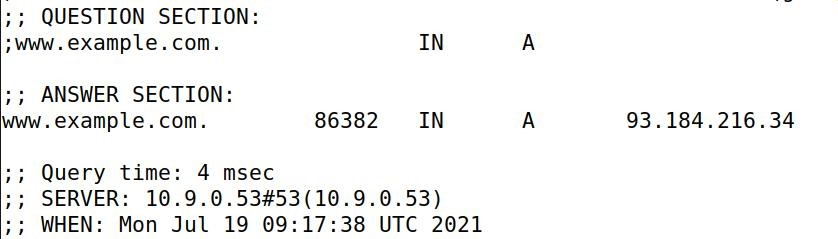 ;; QUESTION SECTION:
;www.example.com. IN A
;; ANSWER SECTION:
www.example.com. 86382 IN A 93.184.216.34
;; Query time: 4 msec
;; SERVER: 10.9.0.53#53(10.9.0.53)
;; WHEN: Mon Jul 19 09:17:38 UTC 2021